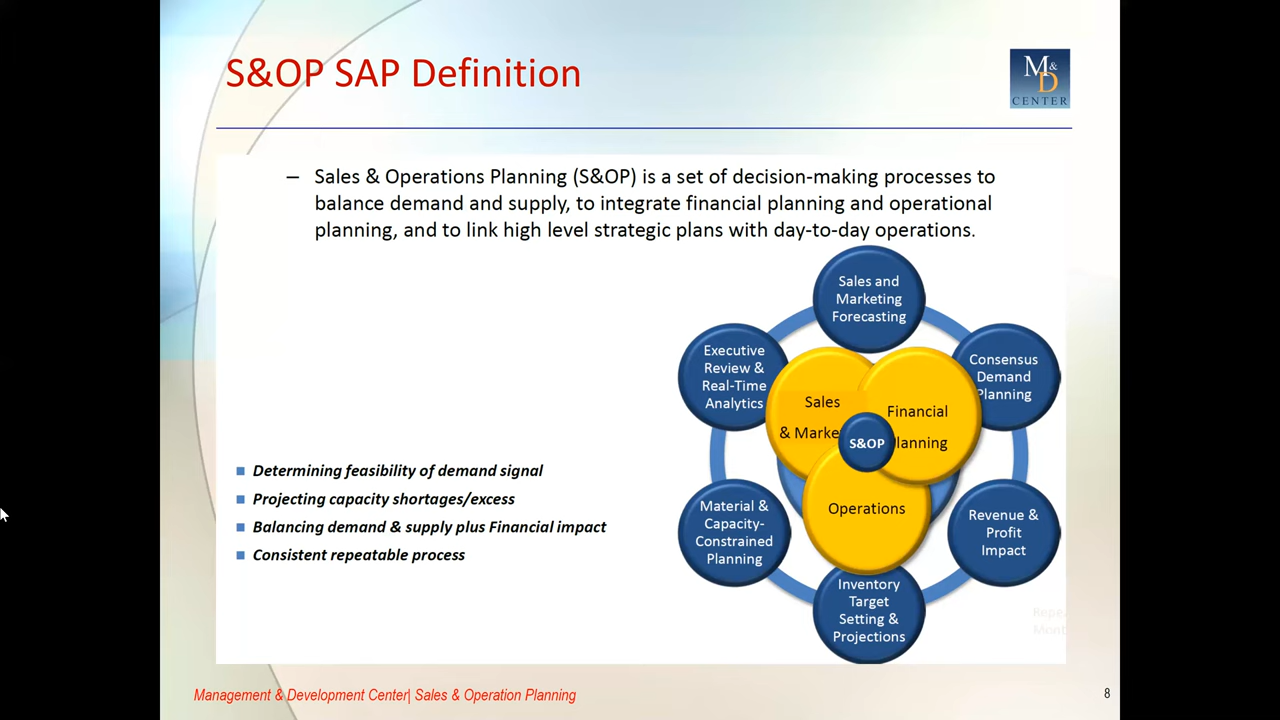 S&OP SAP Definition
M&
D
CENTER
– Sales & Operations Planning (S&OP) is a set of decision-making processes to
balance demand and supply, to integrate financial planning and operational
planning, and to link high level strategic plans with day-to-day operations.
Sales and
Marketing
Forecasting
Executive
Review &
Real-Time
Analytics
Consensus
Demand
Planning
Sales
& Marke
Financial
lanning
S&OP
Operations
Material &
Capacity-
Constrained
Planning
Revenue &
Profit
Impact
Inventory
Target
Setting &
Projections
Determining feasibility of demand signal
Projecting capacity shortages/excess
Balancing demand & supply plus Financial impact
Consistent repeatable process
Management & Development Center| Sales & Operation Planning
8